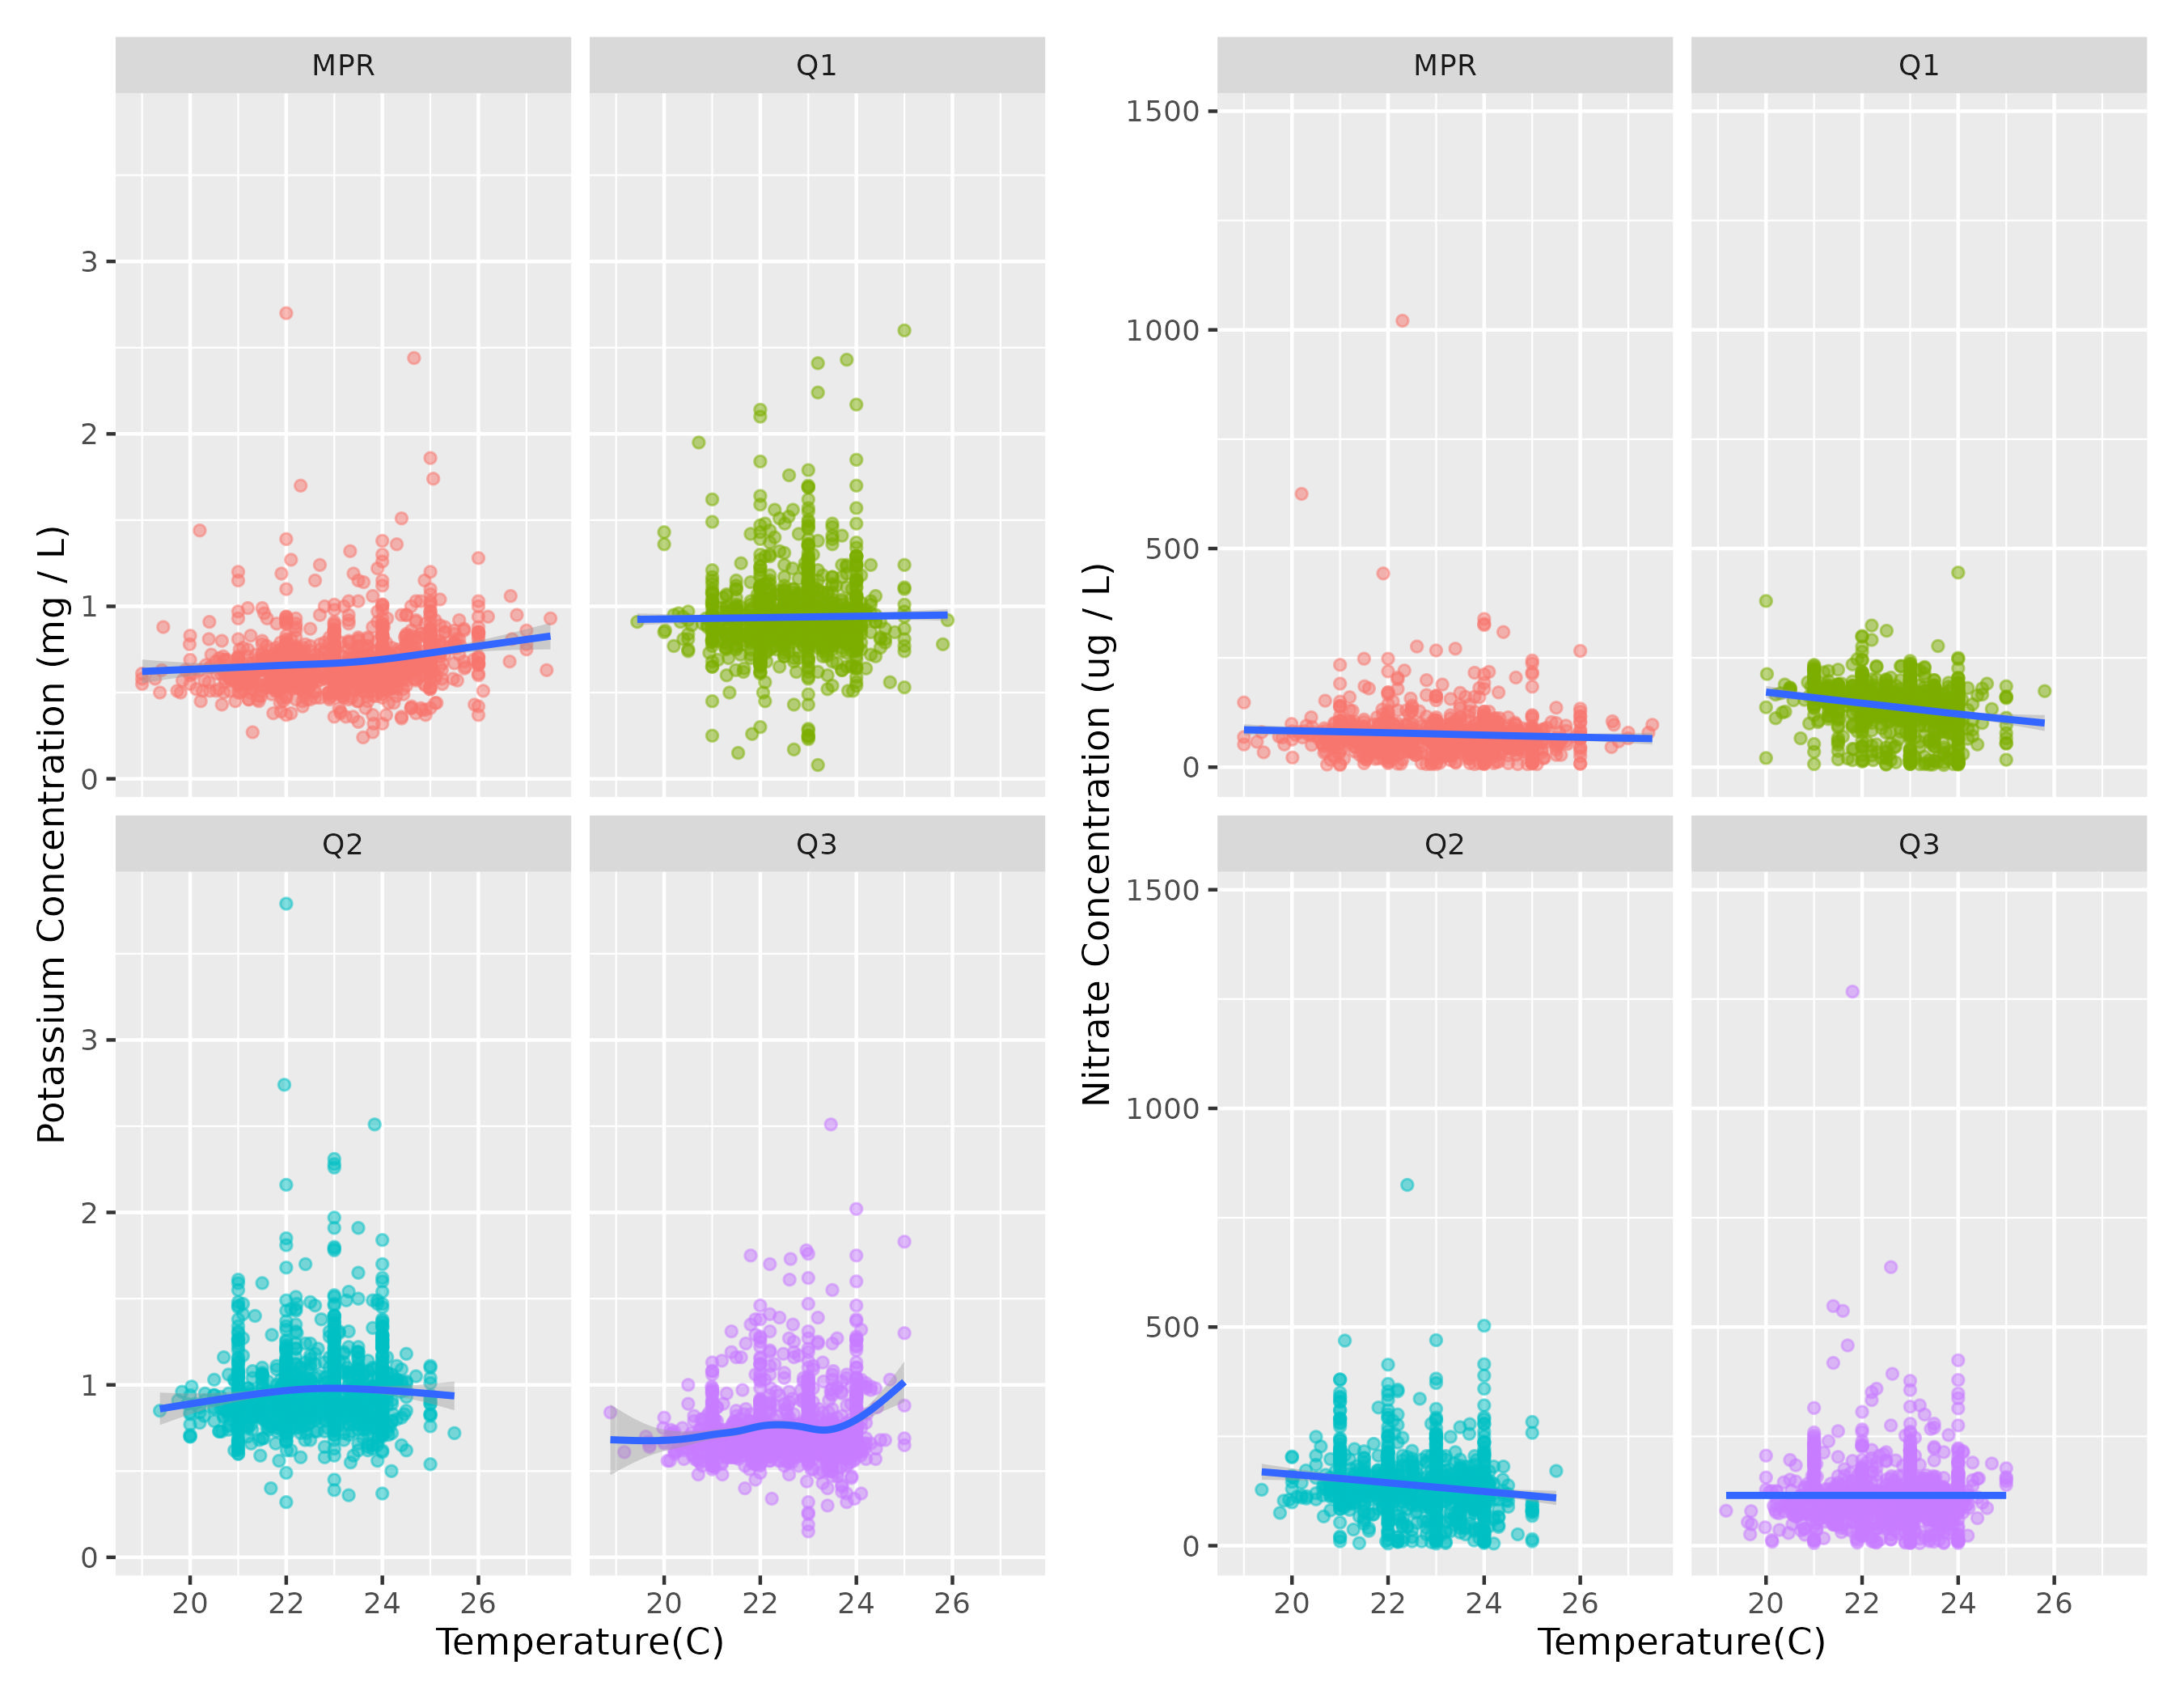 MPR
Q1
3
2
1
0
Q2
Q3
3
2
1
0
20 22 24 26
20 22 24 26
Temperature(C)
Potassium Concentration (mg / L)
MPR
Q1
1500
1000
500
0
Q2
Q3
1500
1000
500
0
20 22 24 26
20 22 24 26
Temperature(C)
Nitrate Concentration (ug / L)